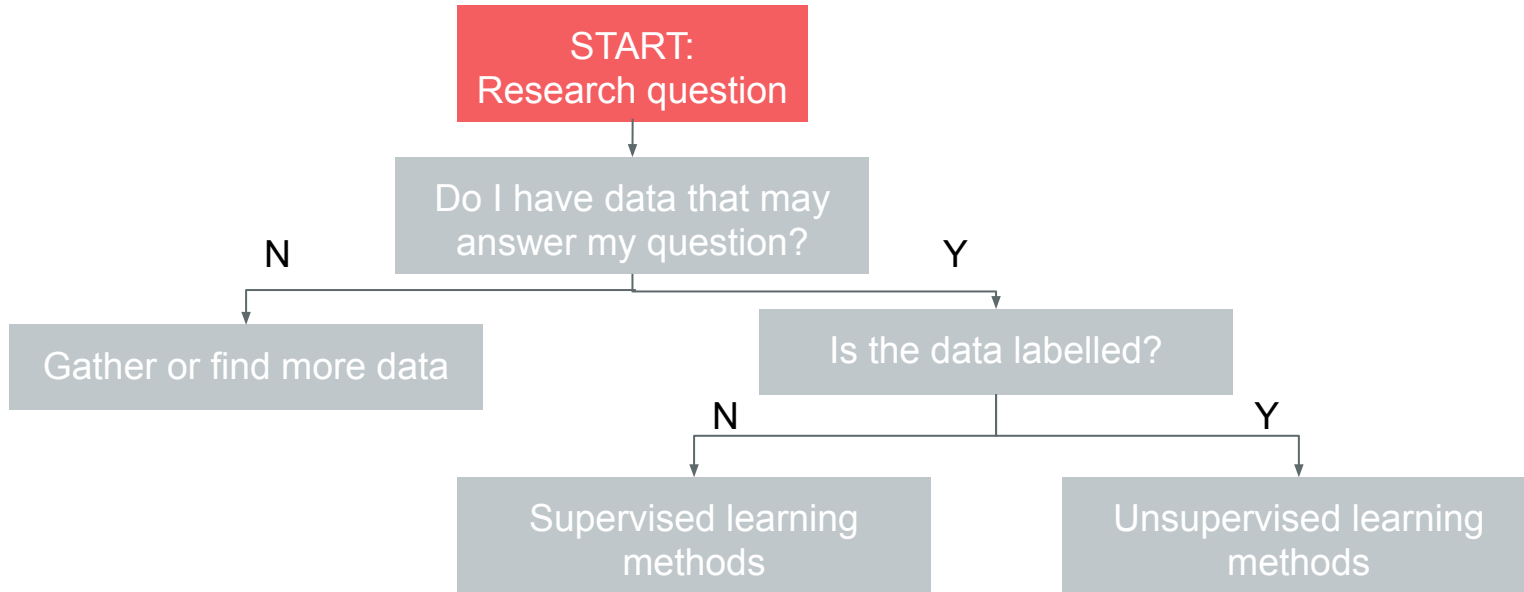 START:
Research question
Do I have data that may
answer my question?
N
Y
Gather or find more data
Is the data labelled?
N
Y
Supervised learning
methods
Unsupervised learning
methods